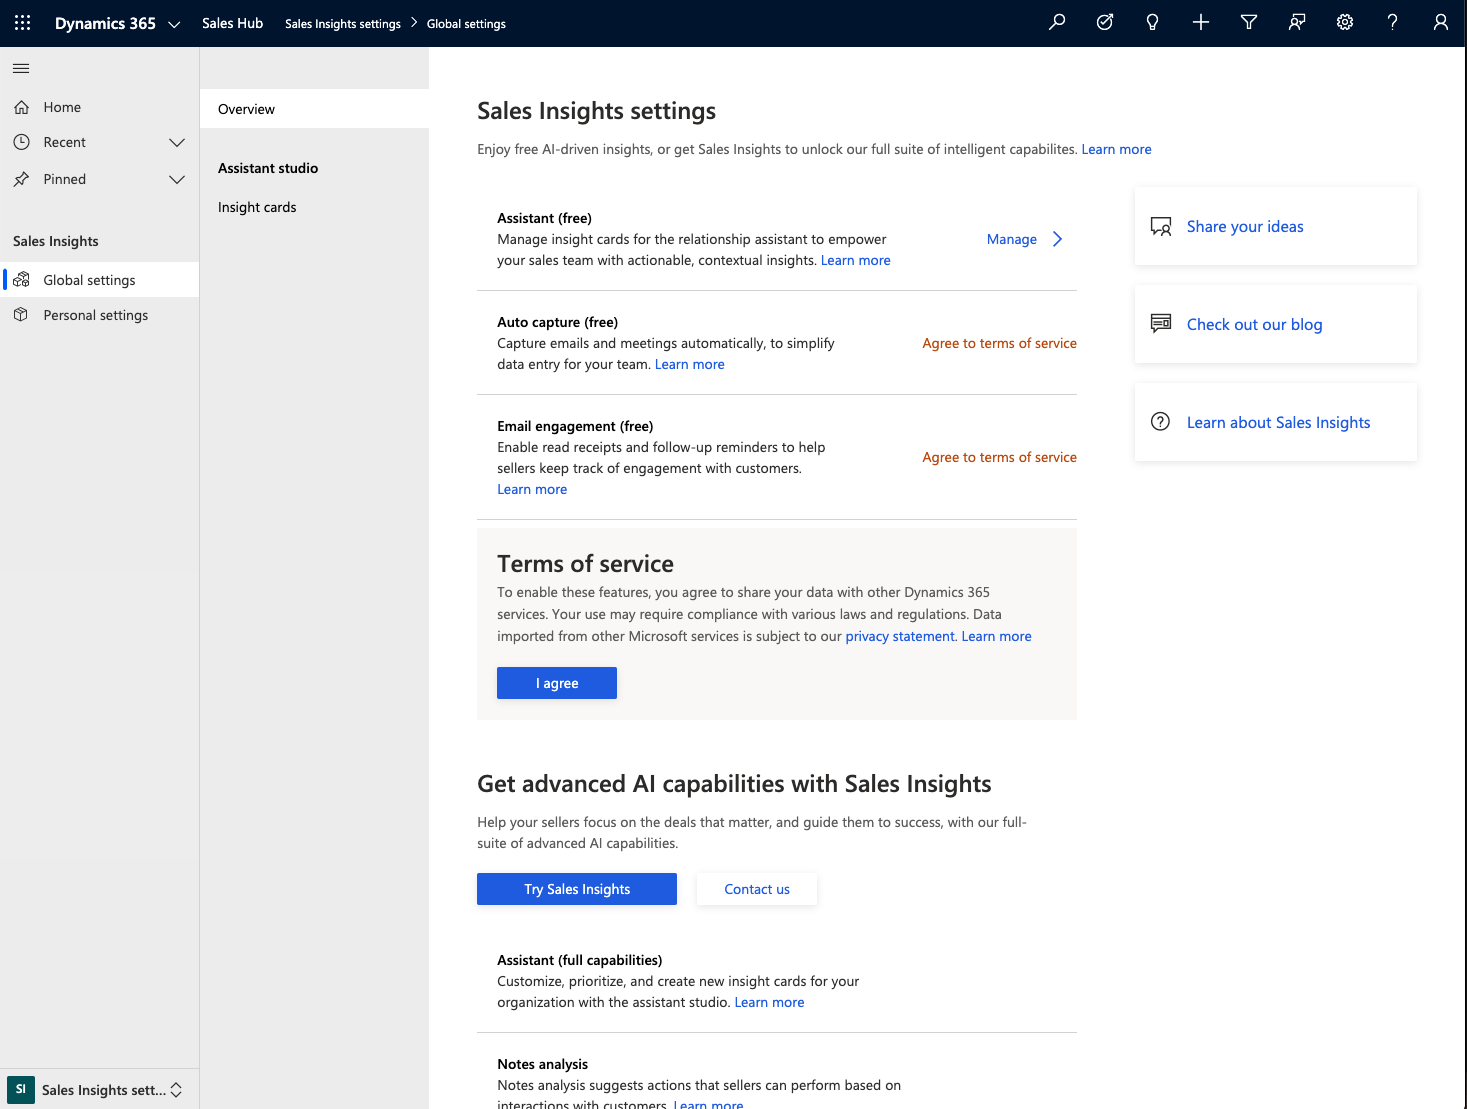 Dynamics 365
Sales Hub
Sales Insights settings
Global settings
Home
Recent
Pinned
Sales Insights
Global settings
Personal settings
SI
Sales Insights sett...
Overview
Assistant studio
Insight cards
Sales Insights settings
Enjoy free AI-driven insights, or get Sales Insights to unlock our full suite of intelligent capabilites. Learn more
Assistant (free)
Manage insight cards for the relationship assistant to empower
your sales team with actionable, contextual insights. Learn more
Manage
Auto capture (free)
Capture emails and meetings automatically, to simplify
data entry for your team. Learn more
Agree to terms of service
Email engagement (free)
Enable read receipts and follow-up reminders to help
sellers keep track of engagement with customers.
Learn more
Agree to terms of service
Terms of service
To enable these features, you agree to share your data with other Dynamics 365
services. Your use may require compliance with various laws and regulations. Data
imported from other Microsoft services is subject to our privacy statement. Learn more
I agree
Get advanced AI capabilities with Sales Insights
Help your sellers focus on the deals that matter, and guide them to success, with our full-
suite of advanced AI capabilities.
Try Sales Insights
Contact us
Assistant (full capabilities)
Customize, prioritize, and create new insight cards for your
organization with the assistant studio. Learn more
Notes analysis
Notes analysis suggests actions that sellers can perform based on
interactions with customers. Learn more
Share your ideas
Check out our blog
Learn about Sales Insights